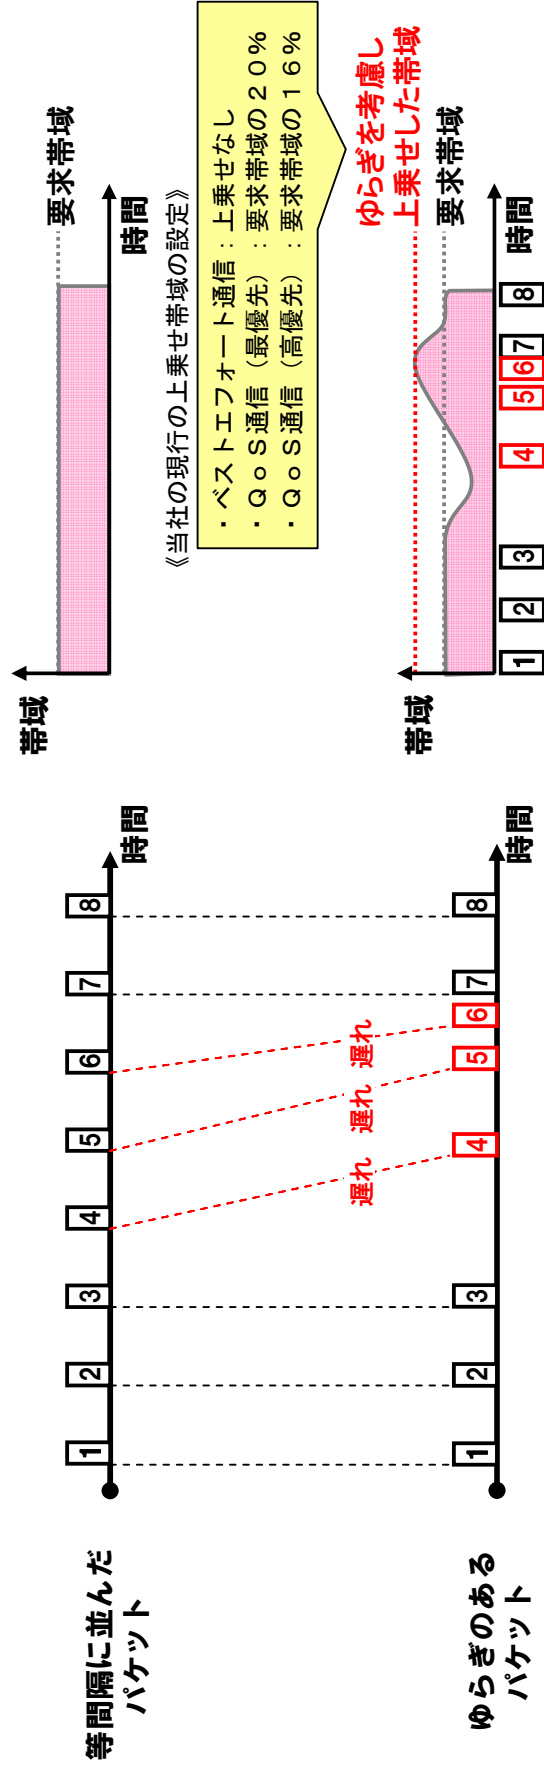 等間隔に並んだ
パケット
1 2 3 4 5 6 7 8
時間
遅れ 遅れ 遅れ
ゆらぎのある
パケット
1 2 3 4 5 6 7 8
時間
帯域
要求帯域
時間
《当社の現行の上乗せ帯域の設定》
・ベストエフォート通信：上乗せなし
・ＱｏＳ通信（最優先）：要求帯域の２０％
・ＱｏＳ通信（高優先）：要求帯域の１６％
ゆらぎを考慮し
上乗せした帯域
帯域
要求帯域
時間
1 2 3 4 5 6 7 8